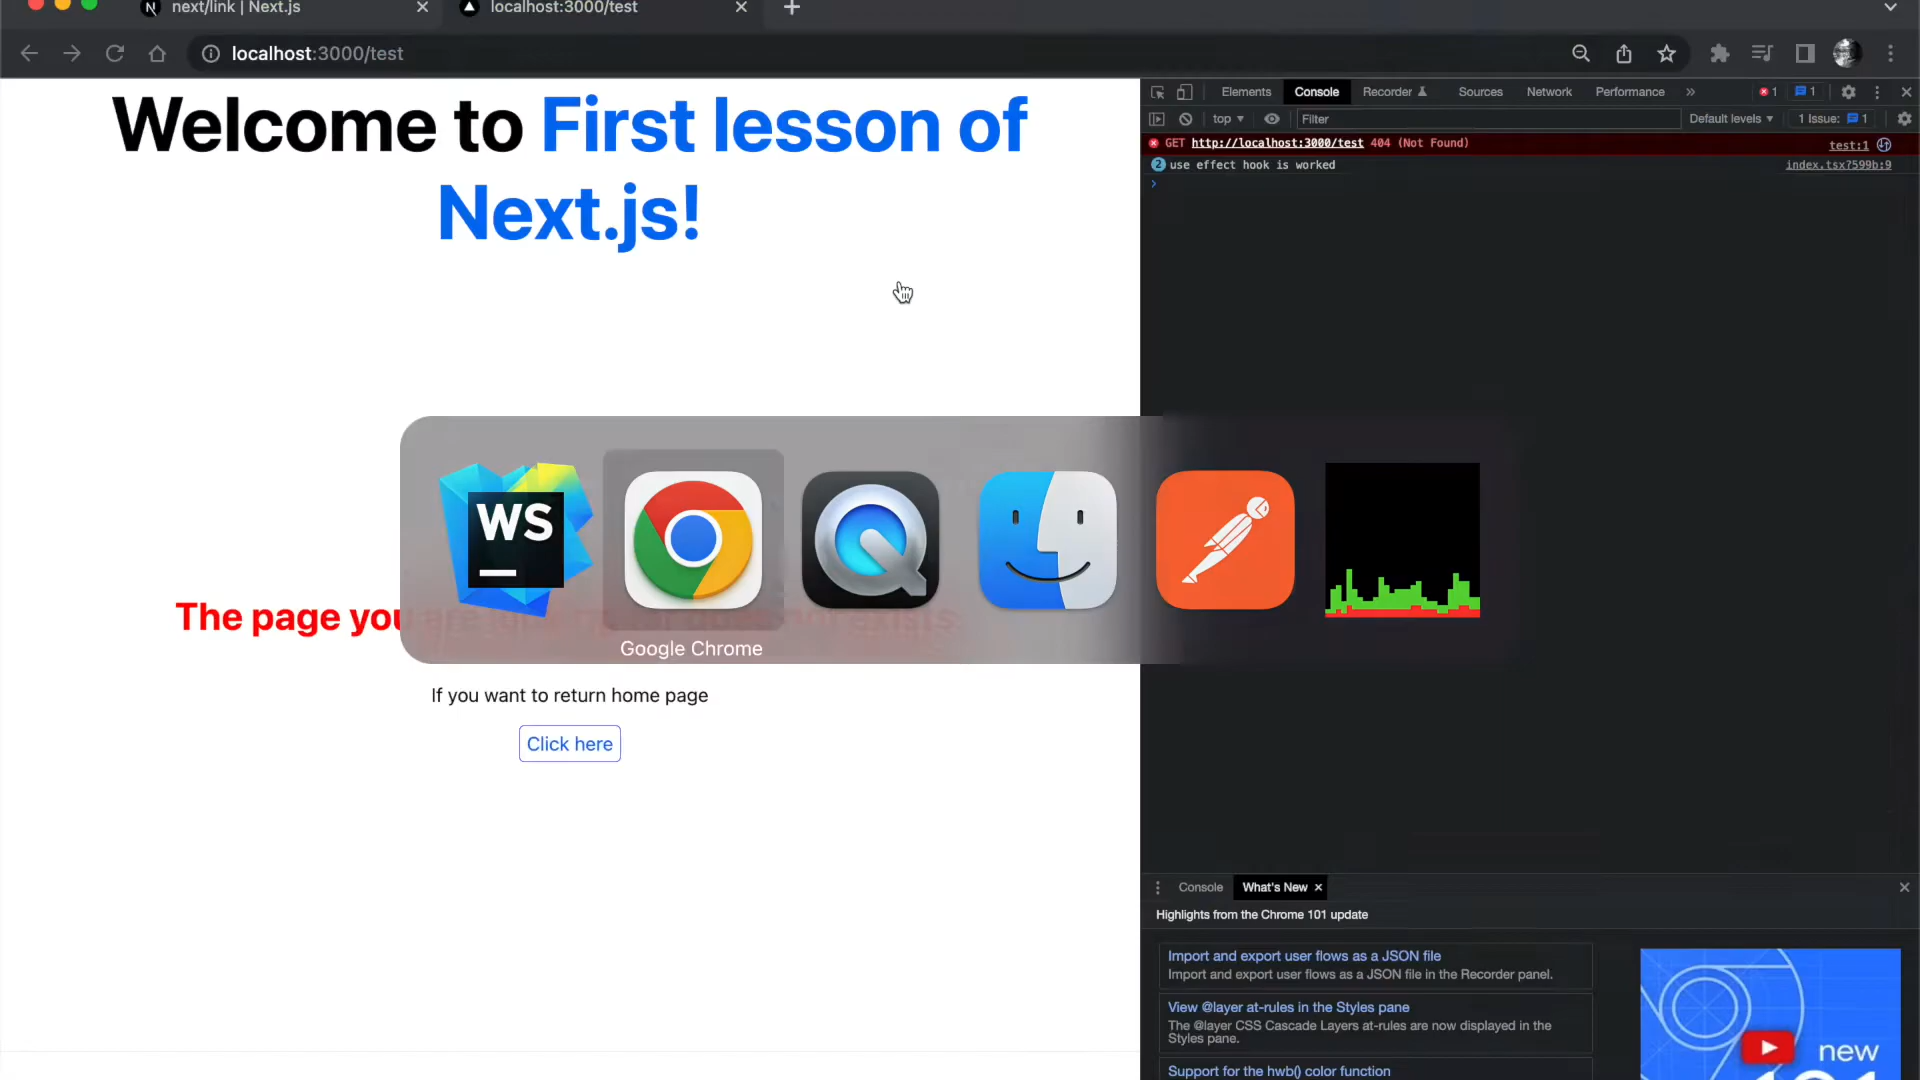 next/link | Next.js
localhost:3000/test
localhost:3000/test
Welcome to First lesson of
Next.js!
The page you
exists.
If you want to return home page
Click here
WS
Google Chrome
Elements Console Recorder Sources Network Performance » 1 1
top Filter Default levels 1 Issue: 1
GET http://localhost:3000/test 404 (Not Found) test:1
2 use effect hook is worked index.tsx?599b:9
Console What's New
Highlights from the Chrome 101 update
Import and export user flows as a JSON file
Import and export user flows as a JSON file in the Recorder panel.
View @layer at-rules in the Styles pane
The @layer CSS Cascade Layers at-rules are now displayed in the
Styles pane.
Support for the hwb() color function
new
101